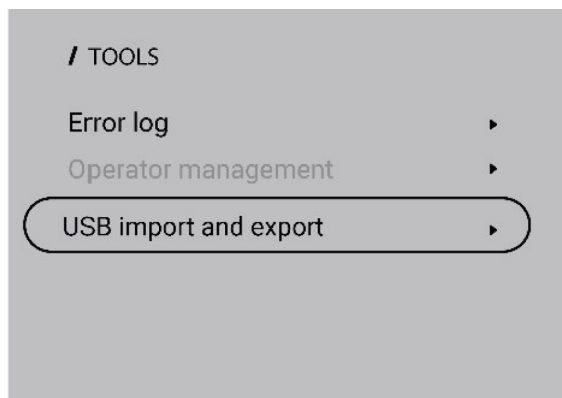 / TOOLS
Error log
Operator management
USB import and export